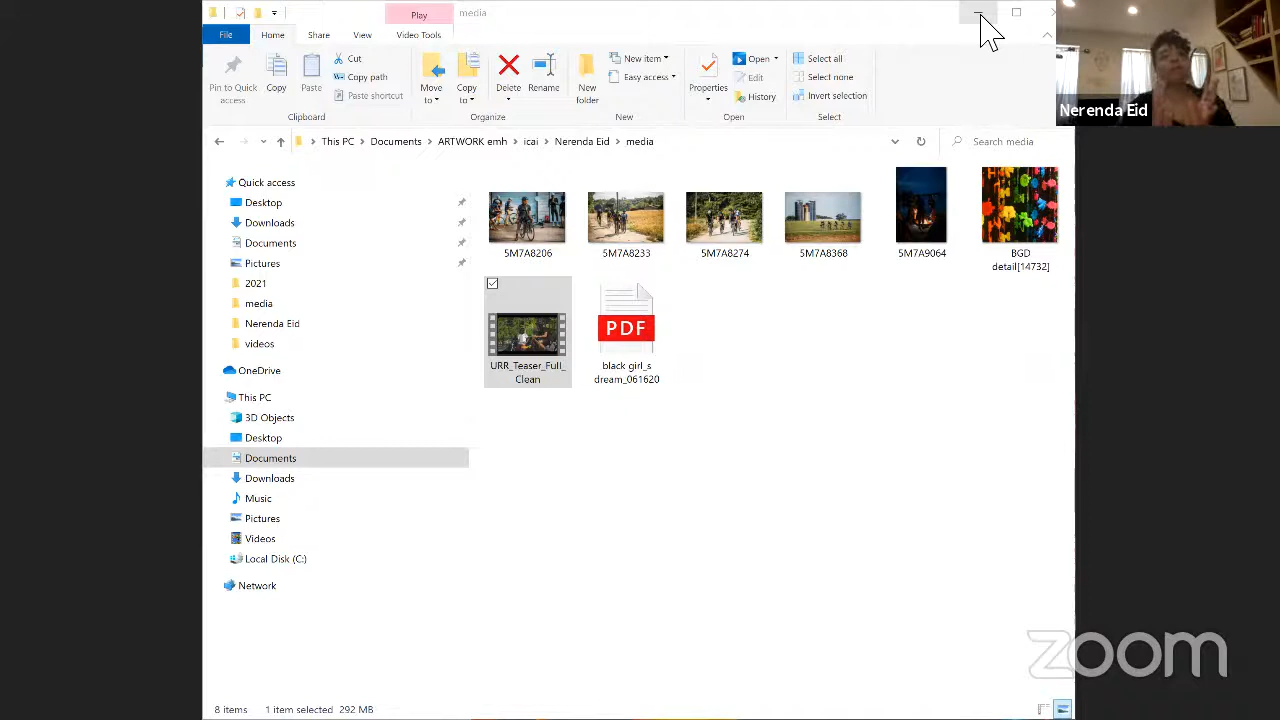 Play
media
File
Home
Share
View
Video Tools
Pin to Quick access
Copy
Paste
Cut
Copy path
Paste shortcut
Clipboard
Move to
Copy to
Delete
Rename
Organize
New folder
New item
Easy access
New
Properties
Open
Edit
History
Open
Select all
Select none
Invert selection
Select
Nerenda Eid
This PC > Documents > ARTWORK emh > icai > Nerenda Eid > media
Search media
Quick access
Desktop
Downloads
Documents
Pictures
2021
media
Nerenda Eid
videos
OneDrive
This PC
3D Objects
Desktop
Documents
Downloads
Music
Pictures
Videos
Local Disk (C:)
Network
5M7A8206
5M7A8233
5M7A8274
5M7A8368
5M7A9064
BGD
detail[14732]
PDF
URR_Teaser_Full_
Clean
black girl_s
dream_061620
8 items
1 item selected 292 MB
zoom